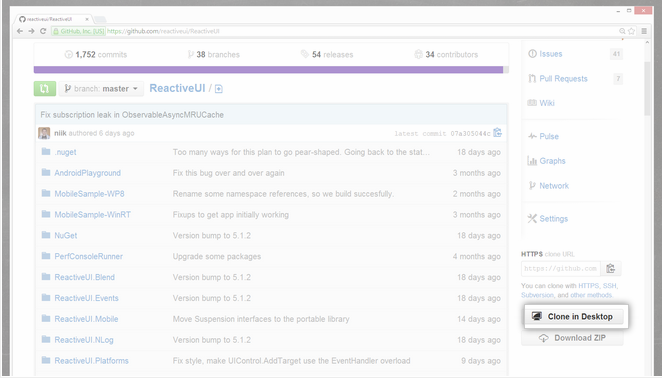 reactiveui/ReactiveUI
GitHub, Inc. [US] https://github.com/reactiveui/ReactiveUI
1,752 commits 38 branches 54 releases 34 contributors
branch: master ReactiveUI /
Fix subscription leak in ObservableAsyncMRUCache
niik authored 6 days ago latest commit 07a305044c
.nuget Too many ways for this plan to go pear-shaped. Going back to the stat… 18 days ago
AndroidPlayground Fix this bug over and over again 3 months ago
MobileSample-WP8 Rename some namespace references, so we build succesfully. 2 months ago
MobileSample-WinRT Fixups to get app initially working 3 months ago
NuGet Version bump to 5.1.2 18 days ago
PerfConsoleRunner Upgrade some packages 4 months ago
ReactiveUI.Blend Version bump to 5.1.2 18 days ago
ReactiveUI.Events Version bump to 5.1.2 18 days ago
ReactiveUI.Mobile Move Suspension interfaces to the portable library 14 days ago
ReactiveUI.NLog Version bump to 5.1.2 18 days ago
ReactiveUI.Platforms Fix style, make UIControl.AddTarget use the EventHandler overload 9 days ago
Issues 41
Pull Requests 7
Wiki
Pulse
Graphs
Network
Settings
HTTPS clone URL
https://github.com
You can clone with HTTPS, SSH,
Subversion, and other methods.
Clone in Desktop
Download ZIP